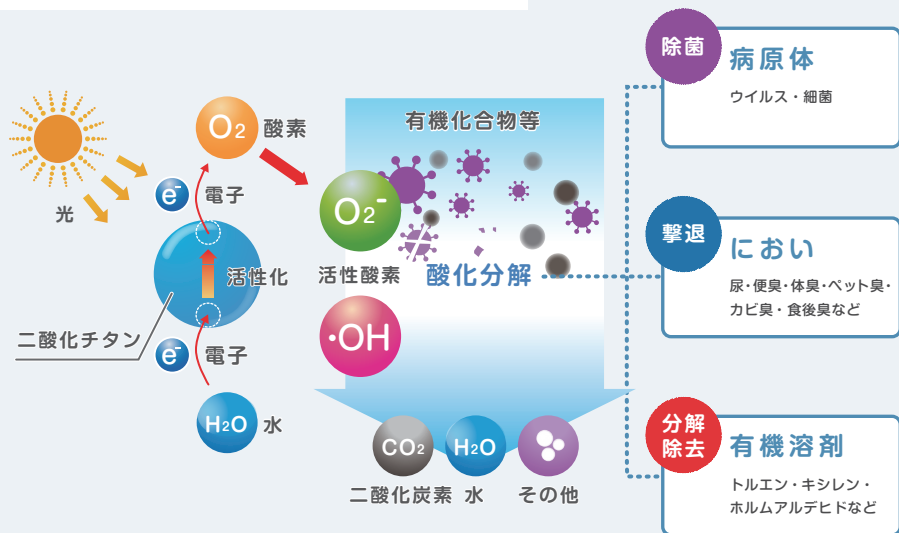 光
e-
電子
O2
酸素
活性化
二酸化チタン
e-
電子
H2O
水
O2-
活性酸素
・OH
有機化合物等
酸化分解
CO2
二酸化炭素
H2O
水
その他
除菌
病原体
ウイルス・細菌
撃退
におい
尿・便臭・体臭・ペット臭・
カビ臭・食後臭など
分解
除去
有機溶剤
トルエン・キシレン・
ホルムアルデヒドなど